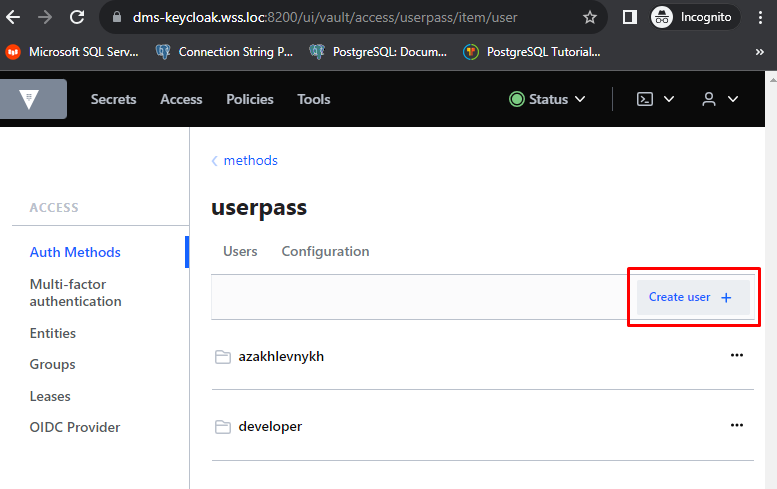 dms-keycloak.wss.loc:8200/ui/vault/access/userpass/item/user
Incognito
Microsoft SQL Serv...
Connection String P...
PostgreSQL: Docum...
PostgreSQL Tutorial...
»
Secrets
Access
Policies
Tools
Status
methods
userpass
ACCESS
Users
Configuration
Auth Methods
Multi-factor
authentication
Entities
Groups
Leases
OIDC Provider
Create user +
azakhlevnykh
developer